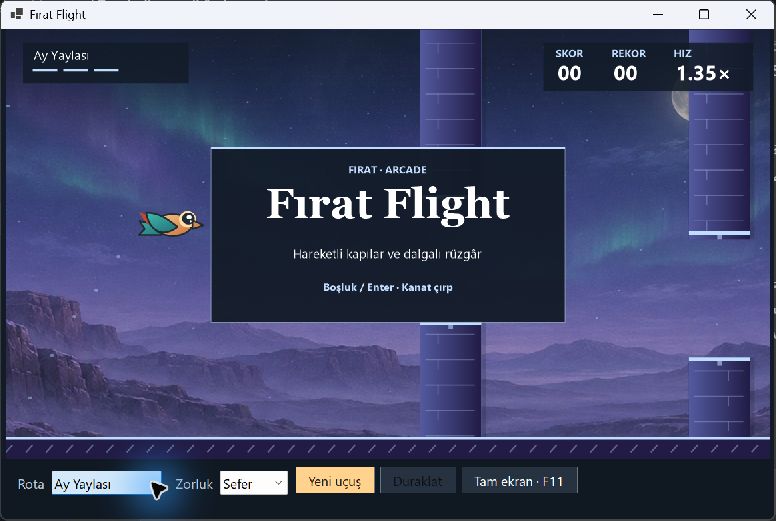 Fırat Flight
Ay Yaylası
SKOR REKOR HIZ
00 00 1.35×
FIRAT · ARCADE
Fırat Flight
Hareketli kapılar ve dalgalı rüzgâr
Boşluk / Enter · Kanat çırp
Rota Ay Yaylası Zorluk Sefer Yeni uçuş Duraklat Tam ekran · F11